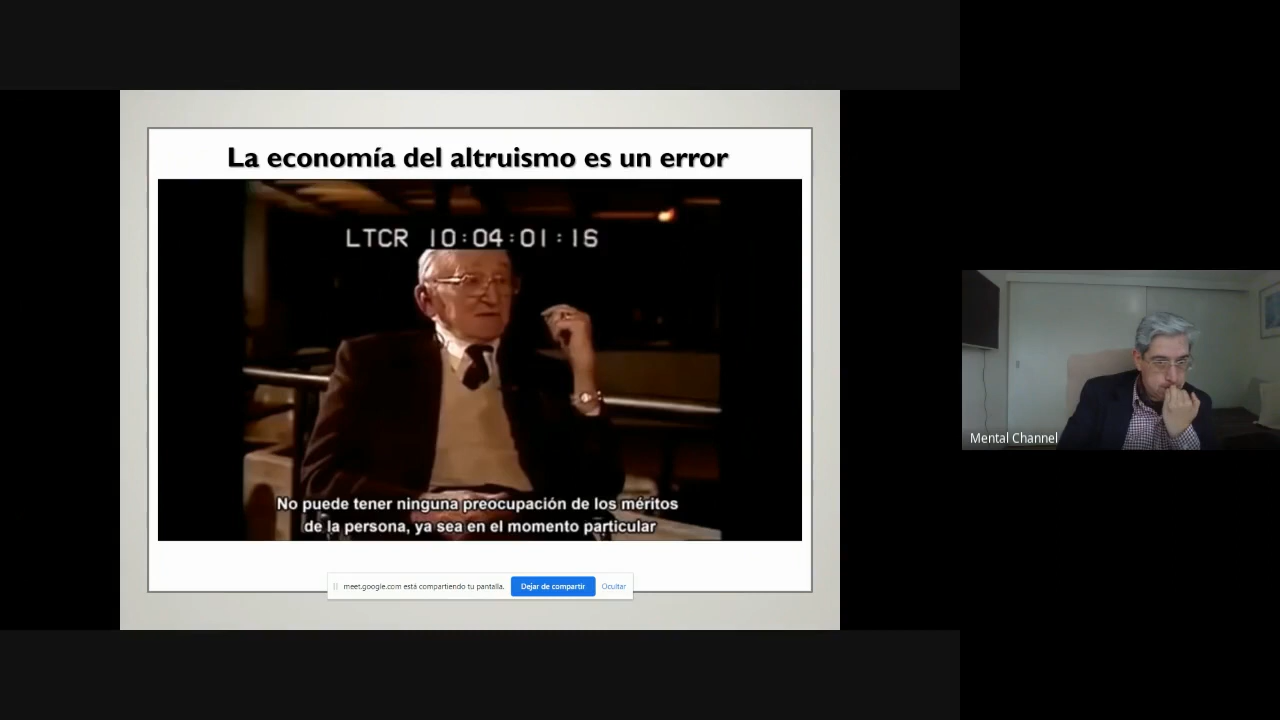 La economía del altruismo es un error
LTCR 10:04:01:16
No puede tener ninguna preocupación de los méritos
de la persona, ya sea en el momento particular
meet.google.com está compartiendo tu pantalla.
Dejar de compartir
Ocultar
Mental Channel